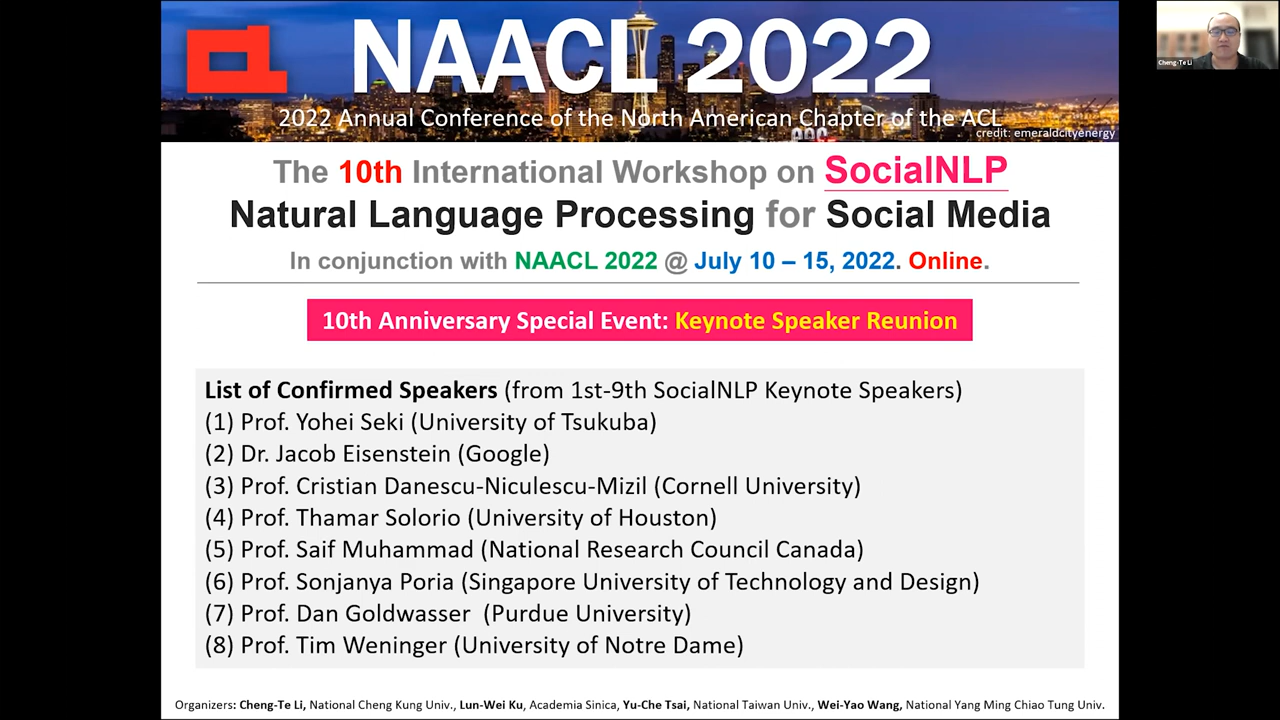 NAACL 2022
2022 Annual Conference of the North American Chapter of the ACL
credit: emeraldcityenergy
Cheng-Te Li
The 10th International Workshop on SocialNLP
Natural Language Processing for Social Media
In conjunction with NAACL 2022 @ July 10 – 15, 2022. Online.
10th Anniversary Special Event: Keynote Speaker Reunion
List of Confirmed Speakers (from 1st-9th SocialNLP Keynote Speakers)
(1) Prof. Yohei Seki (University of Tsukuba)
(2) Dr. Jacob Eisenstein (Google)
(3) Prof. Cristian Danescu-Niculescu-Mizil (Cornell University)
(4) Prof. Thamar Solorio (University of Houston)
(5) Prof. Saif Muhammad (National Research Council Canada)
(6) Prof. Sonjanya Poria (Singapore University of Technology and Design)
(7) Prof. Dan Goldwasser (Purdue University)
(8) Prof. Tim Weninger (University of Notre Dame)
Organizers: Cheng-Te Li, National Cheng Kung Univ., Lun-Wei Ku, Academia Sinica, Yu-Che Tsai, National Taiwan Univ., Wei-Yao Wang, National Yang Ming Chiao Tung Univ.